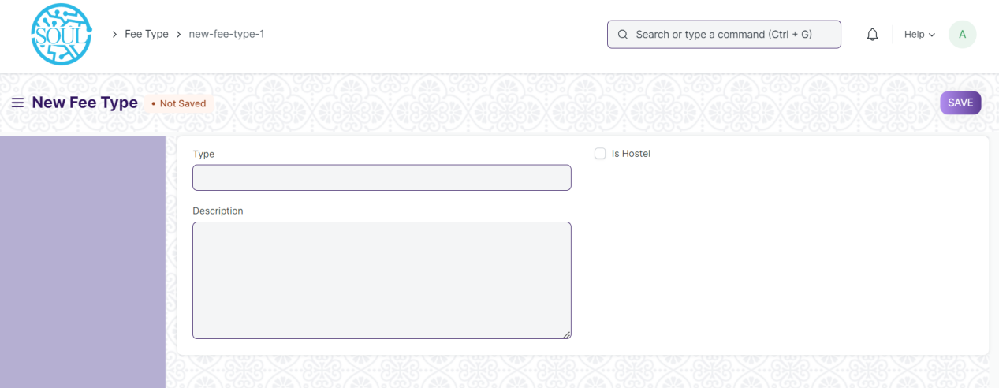 SOUL
> Fee Type > new-fee-type-1
Search or type a command (Ctrl + G)
Help
A
New Fee Type
• Not Saved
SAVE
Type
Is Hostel
Description